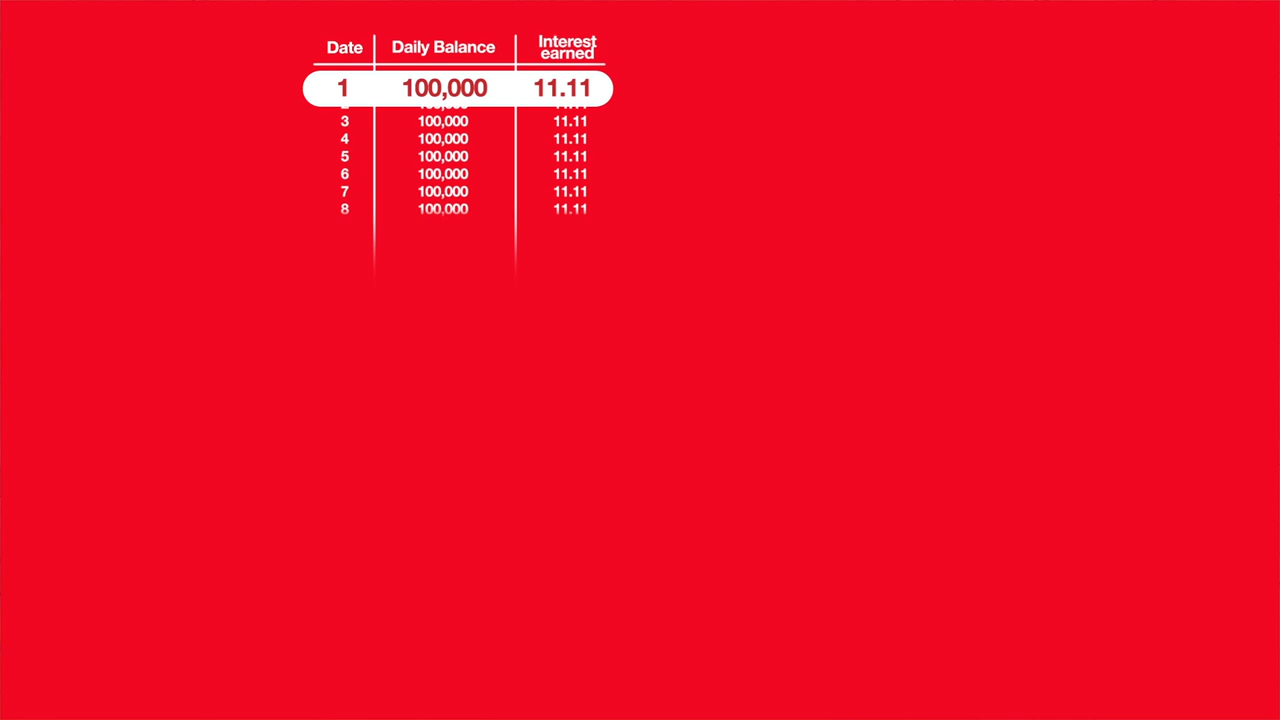 Date Daily Balance Interest earned
1 100,000 11.11
3 100,000 11.11
4 100,000 11.11
5 100,000 11.11
6 100,000 11.11
7 100,000 11.11
8 100,000 11.11